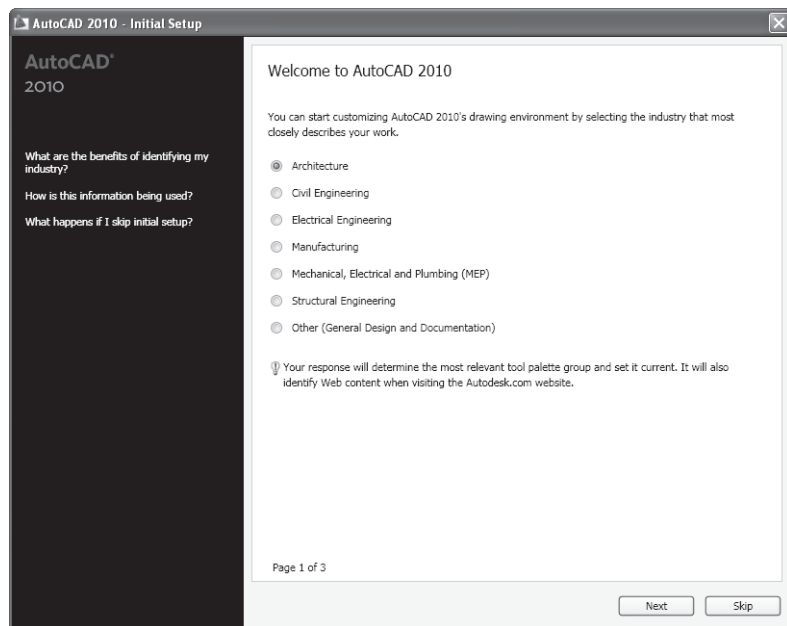 AutoCAD 2010 - Initial Setup
AutoCAD®
2010
What are the benefits of identifying my
industry?
How is this information being used?
What happens if I skip initial setup?
Welcome to AutoCAD 2010
You can start customizing AutoCAD 2010's drawing environment by selecting the industry that most
closely describes your work.
Architecture
Civil Engineering
Electrical Engineering
Manufacturing
Mechanical, Electrical and Plumbing (MEP)
Structural Engineering
Other (General Design and Documentation)
Your response will determine the most relevant tool palette group and set it current. It will also
identify Web content when visiting the Autodesk.com website.
Page 1 of 3
Next
Skip